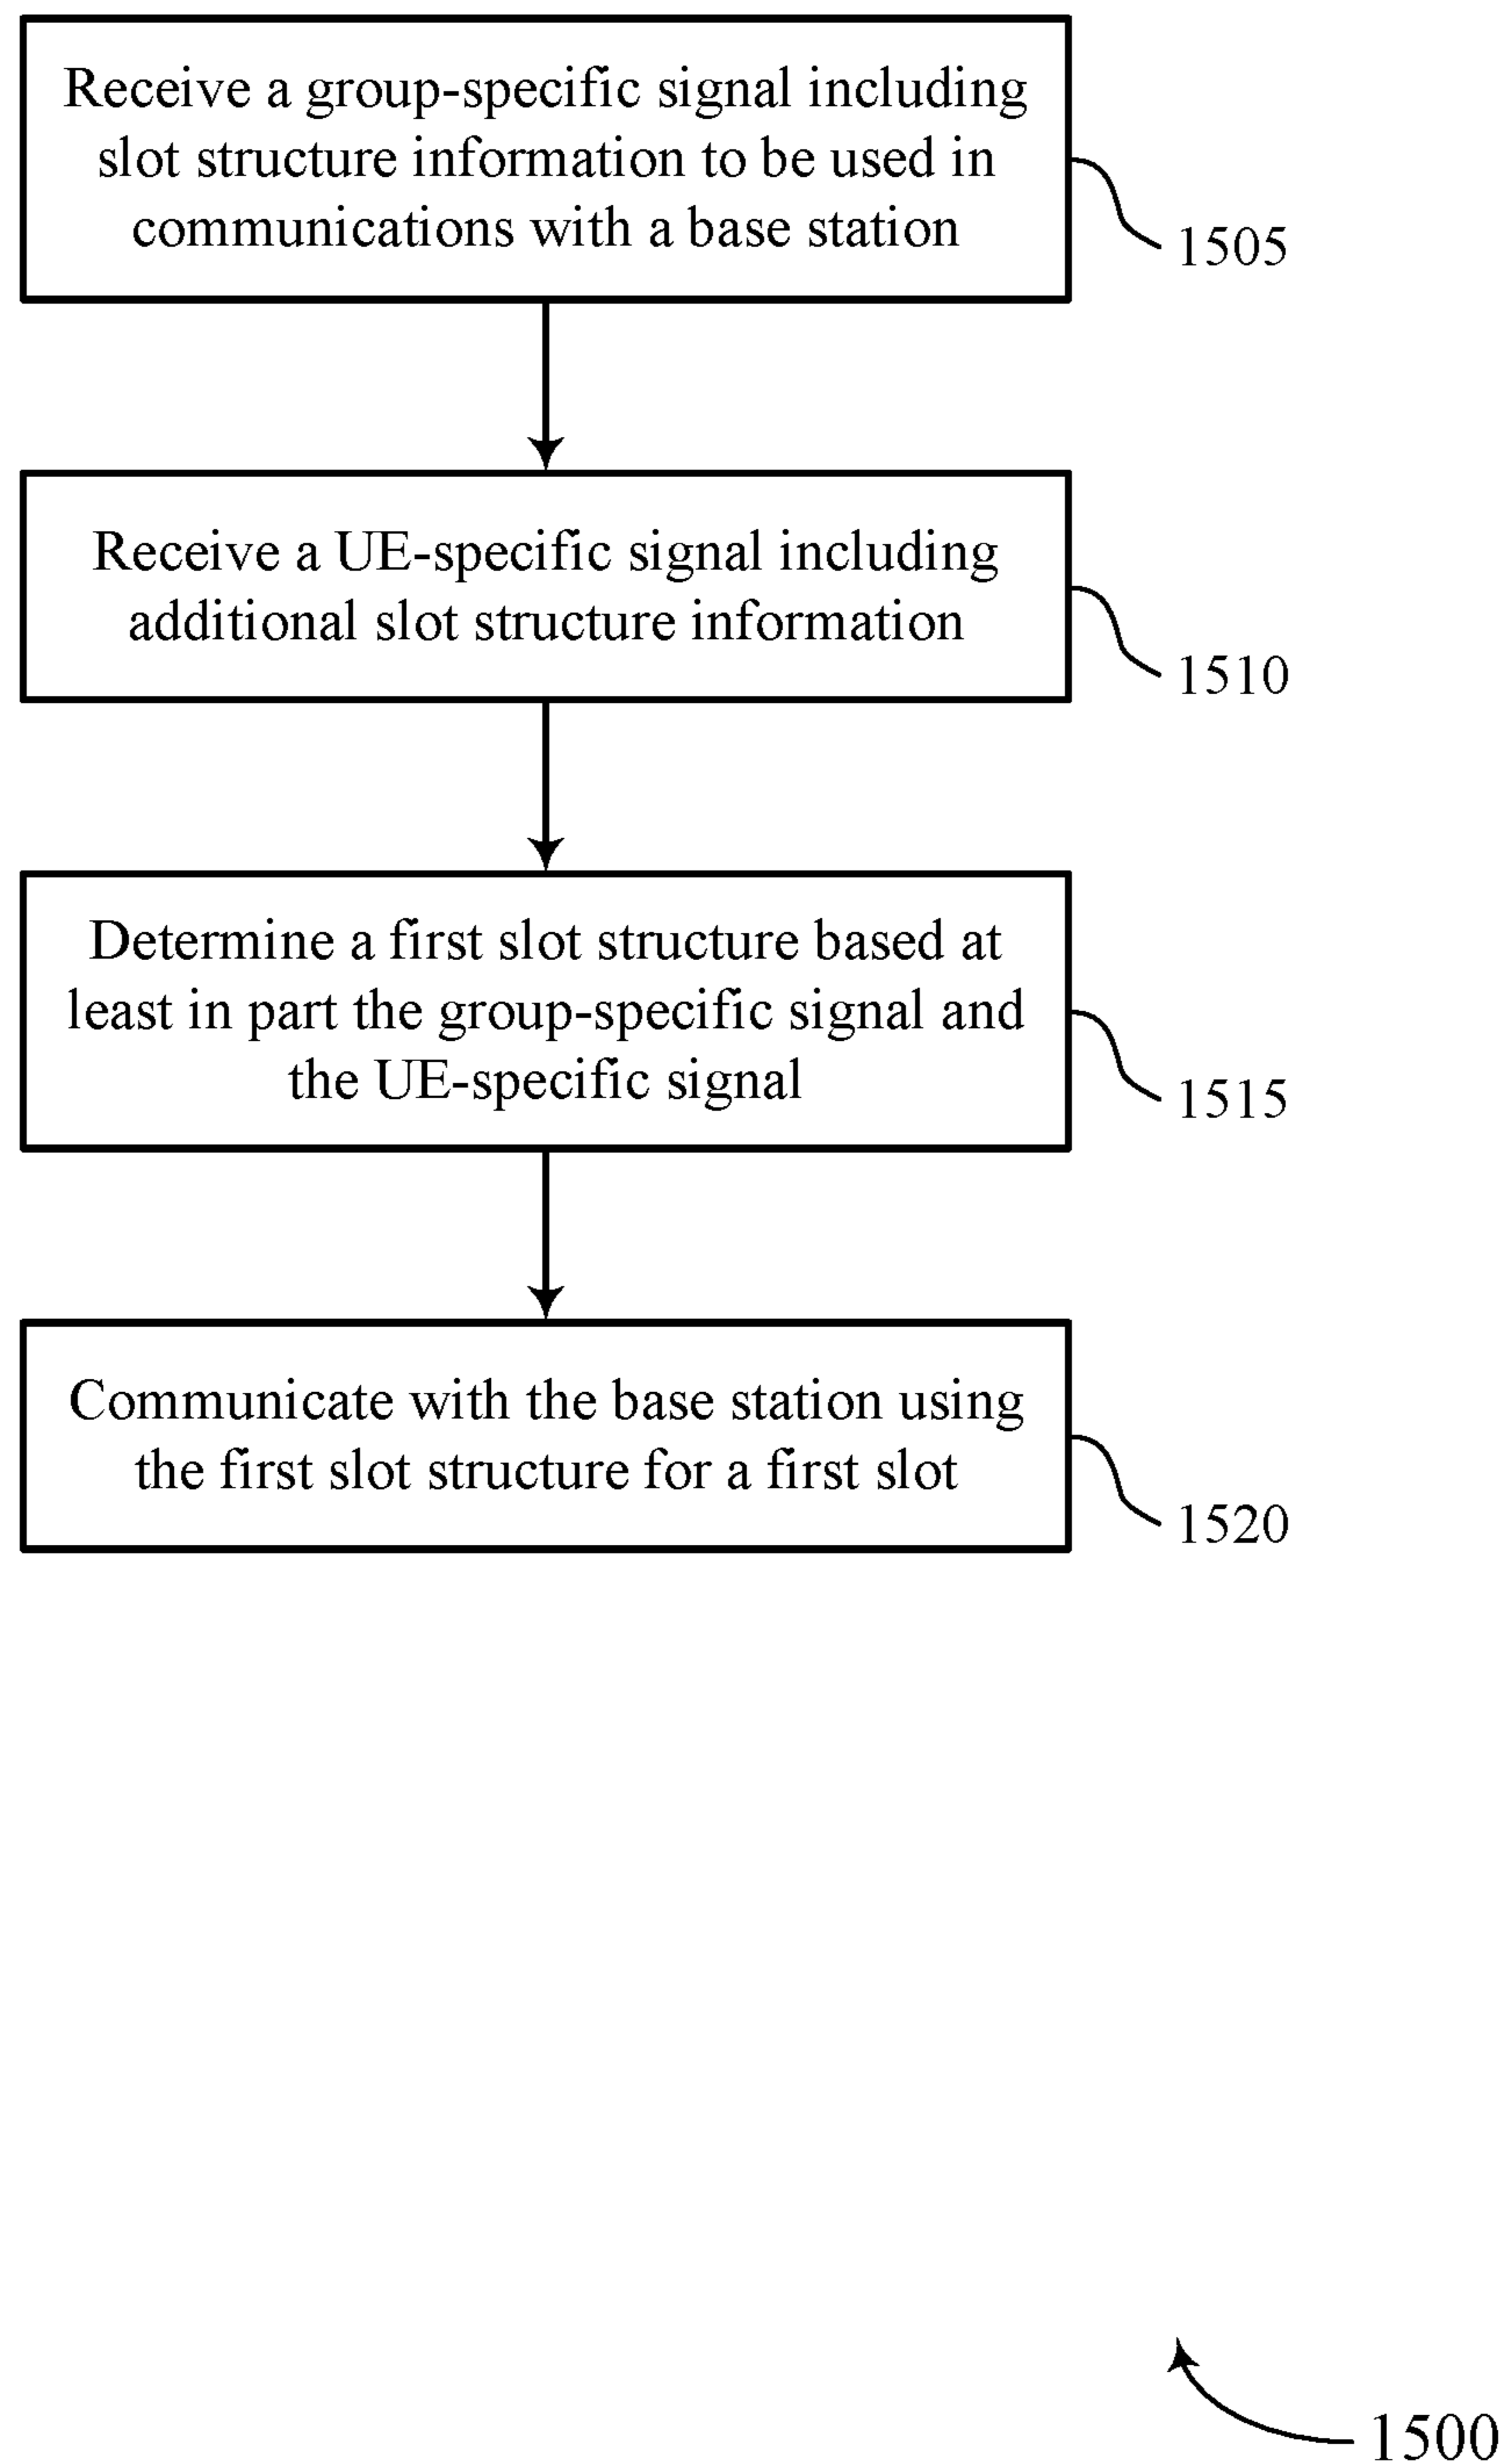 Receive a group-specific signal including
slot structure information to be used in
communications with a base station
1505
Receive a UE-specific signal including
additional slot structure information
1510
Determine a first slot structure based at
least in part the group-specific signal and
the UE-specific signal
1515
Communicate with the base station using
the first slot structure for a first slot
1520
1500